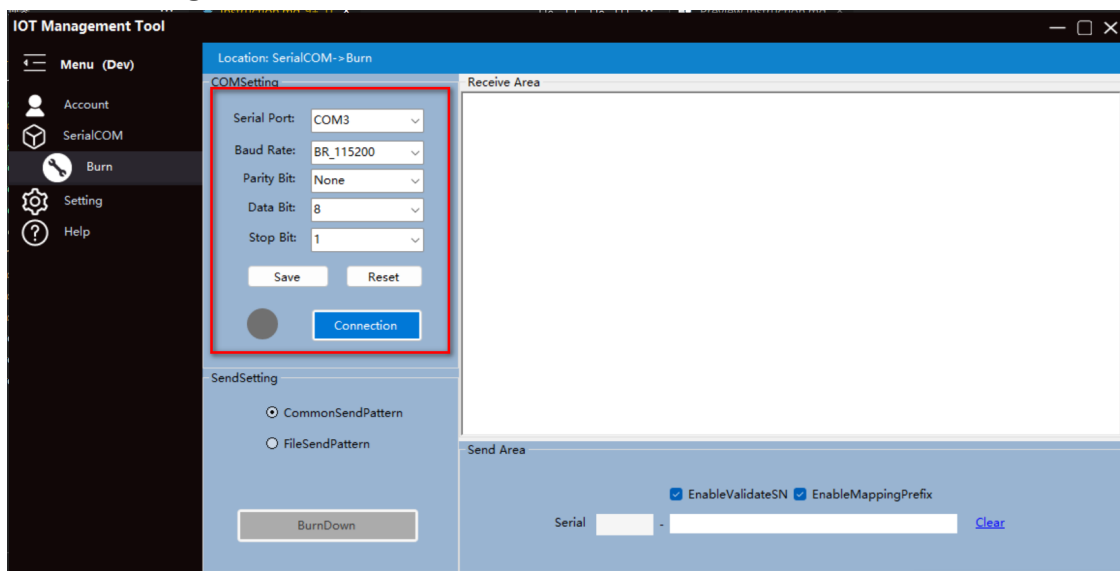 IOT Management Tool
Menu (Dev)
Account
SerialCOM
Burn
Setting
Help
Location: SerialCOM->Burn
COMSetting
Serial Port: COM3
Baud Rate: BR_115200
Parity Bit: None
Data Bit: 8
Stop Bit: 1
Save Reset
Connection
SendSetting
CommonSendPattern
FileSendPattern
BurnDown
Receive Area
Send Area
EnableValidateSN EnableMappingPrefix
Serial - Clear